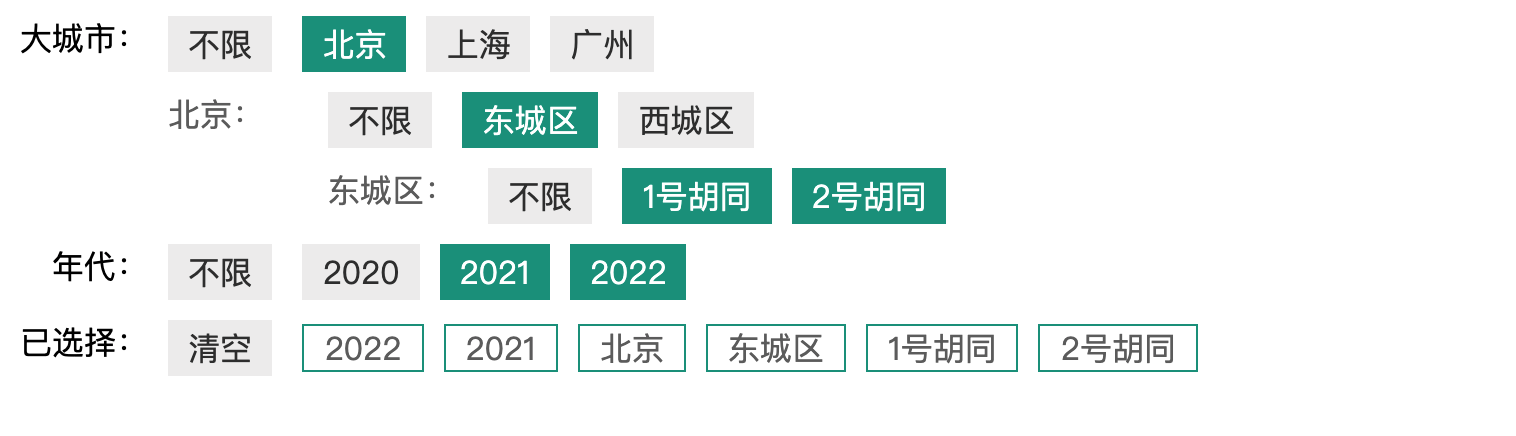 大城市： 不限 北京 上海 广州
北京： 不限 东城区 西城区
东城区： 不限 1号胡同 2号胡同
年代： 不限 2020 2021 2022
已选择： 清空 2022 2021 北京 东城区 1号胡同 2号胡同